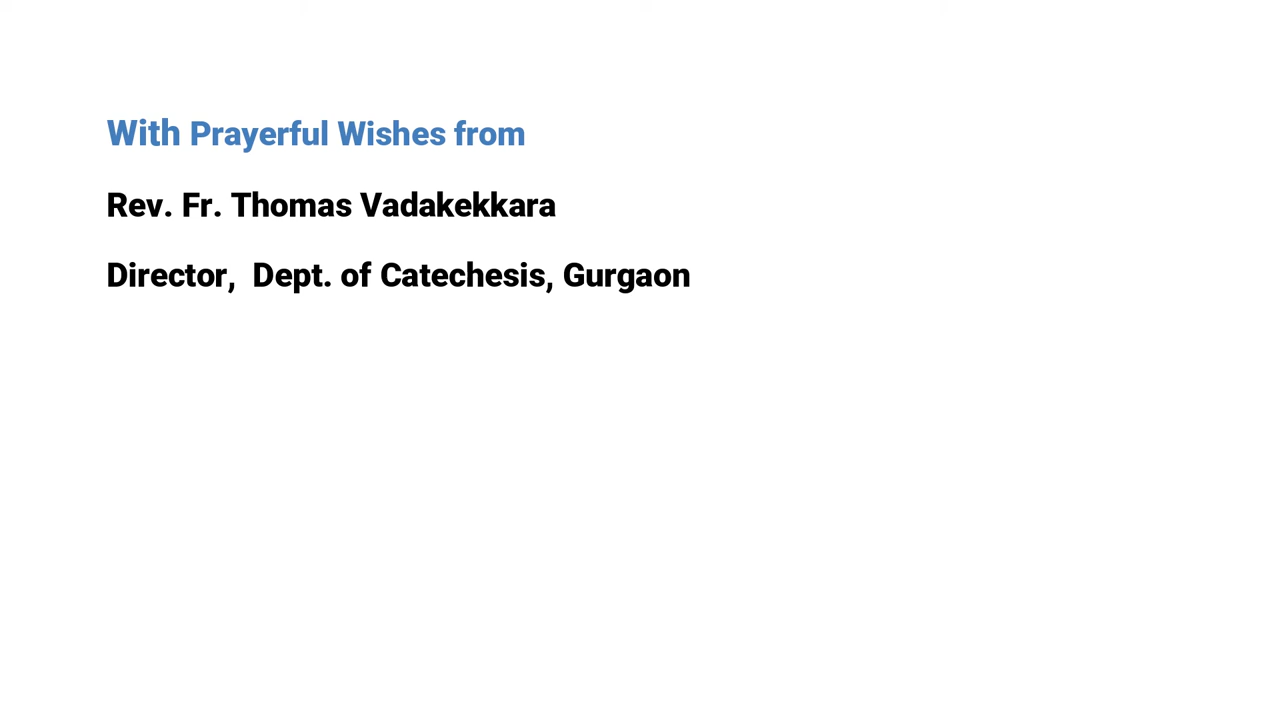 With Prayerful Wishes from
Rev. Fr. Thomas Vadakekkara
Director,  Dept. of Catechesis, Gurgaon